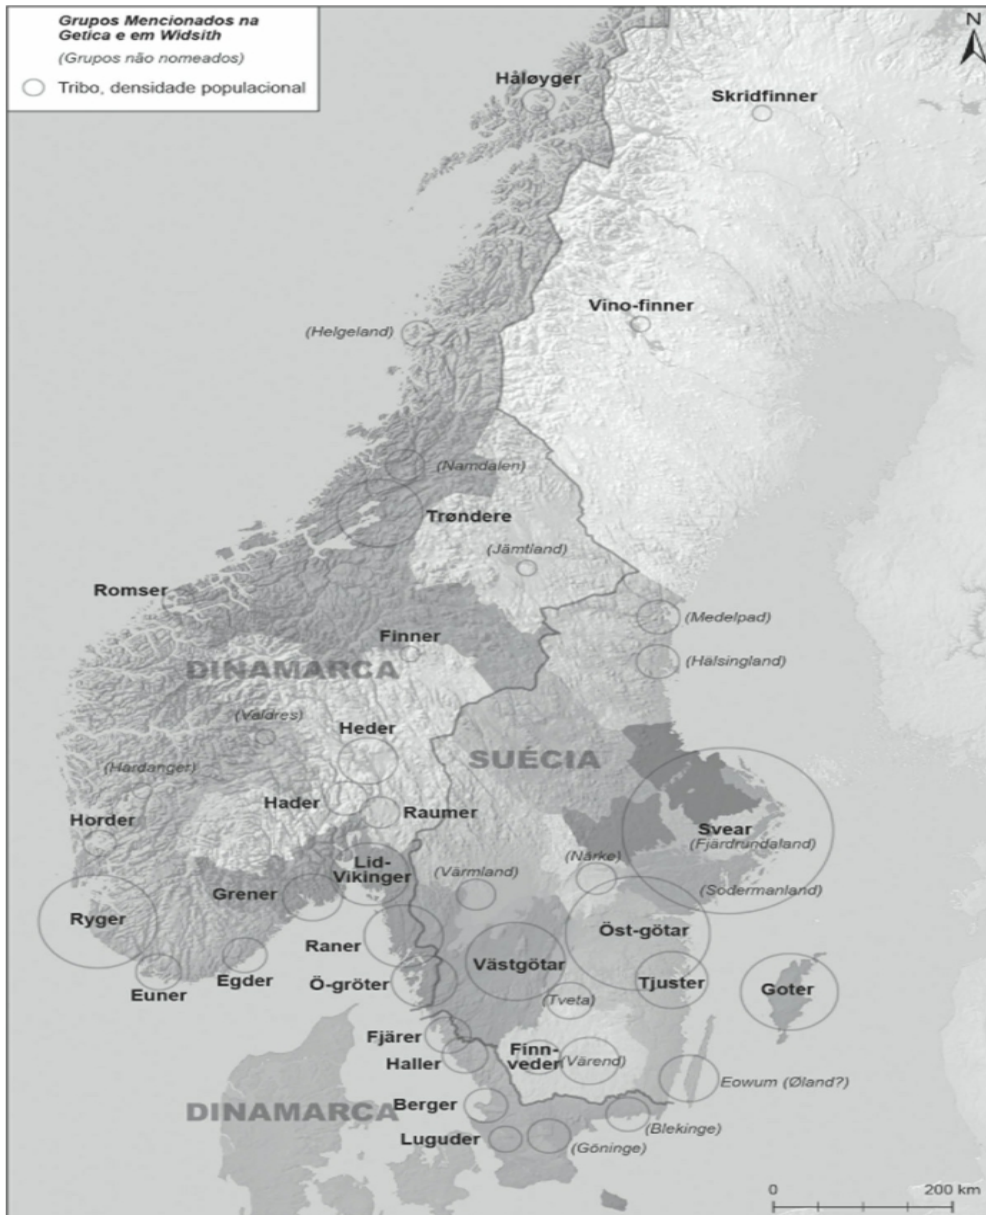 Grupos Mencionados na
Getica e em Widsith
(Grupos não nomeados)
Tribo, densidade populacional
N
Håløyger
Skridfinner
Vino-finner
(Helgeland)
(Namdalen)
Trøndere
(Jämtland)
Romser
(Medelpad)
Finner
(Hälsingland)
DINAMARCA
(Valdres)
Heder
SUÉCIA
(Hardanger)
Hader
Raumer
Horder
Svear
(Fjärdrundaland)
Lid-
Vikinger
(Närke)
(Värmland)
Grener
(Södermanland)
Ryger
Öst-götar
Raner
Västgötar
Egder
Ö-gröter
Tjuster
Goter
Euner
(Tveta)
Fjärer
Haller
Finn-
veder
(Värend)
Eowum (Øland?)
Berger
DINAMARCA
(Blekinge)
Luguder
(Göninge)
0 200 km